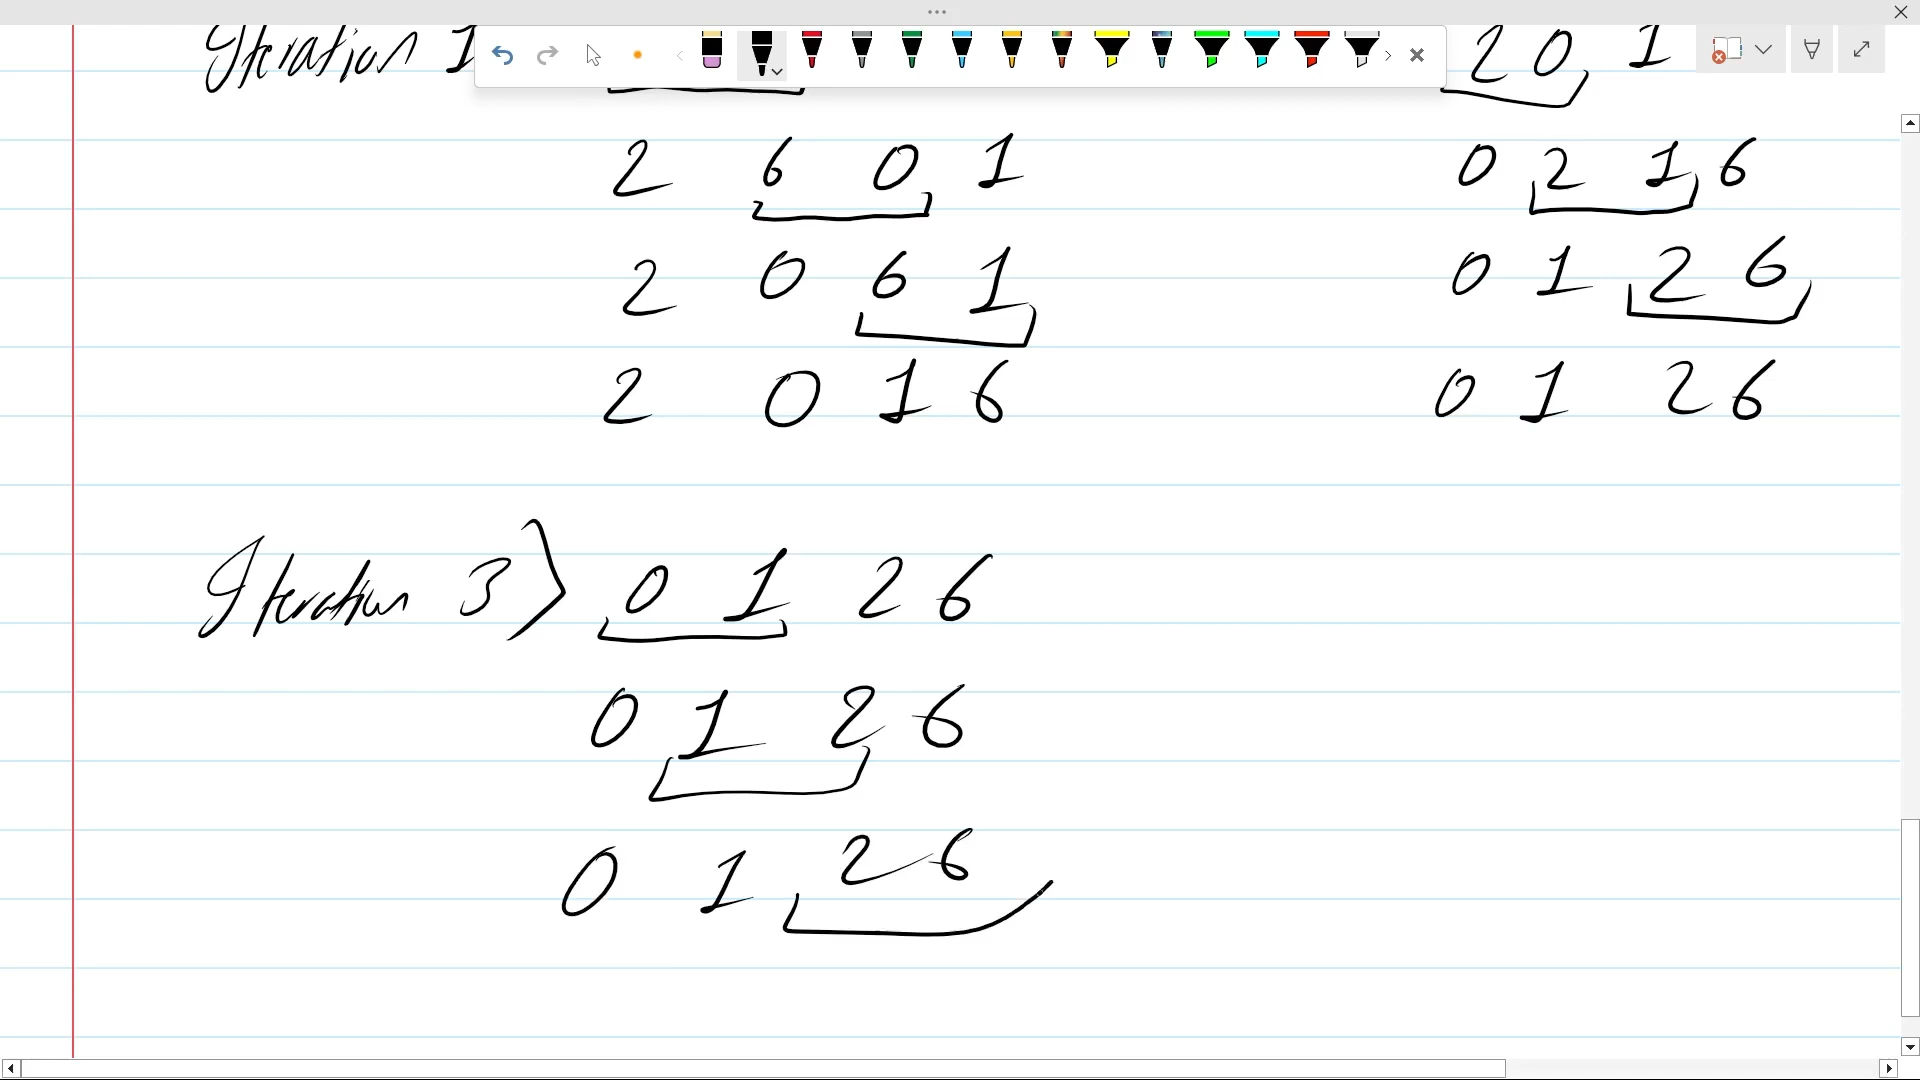 Iteration 1
2 0 1
2 6 0 1
0 2 1 6
2 0 6 1
0 1 2 6
2 0 1 6
0 1 2 6
Iteration 3) 0 1 2 6
0 1 2 6
0 1 2 6